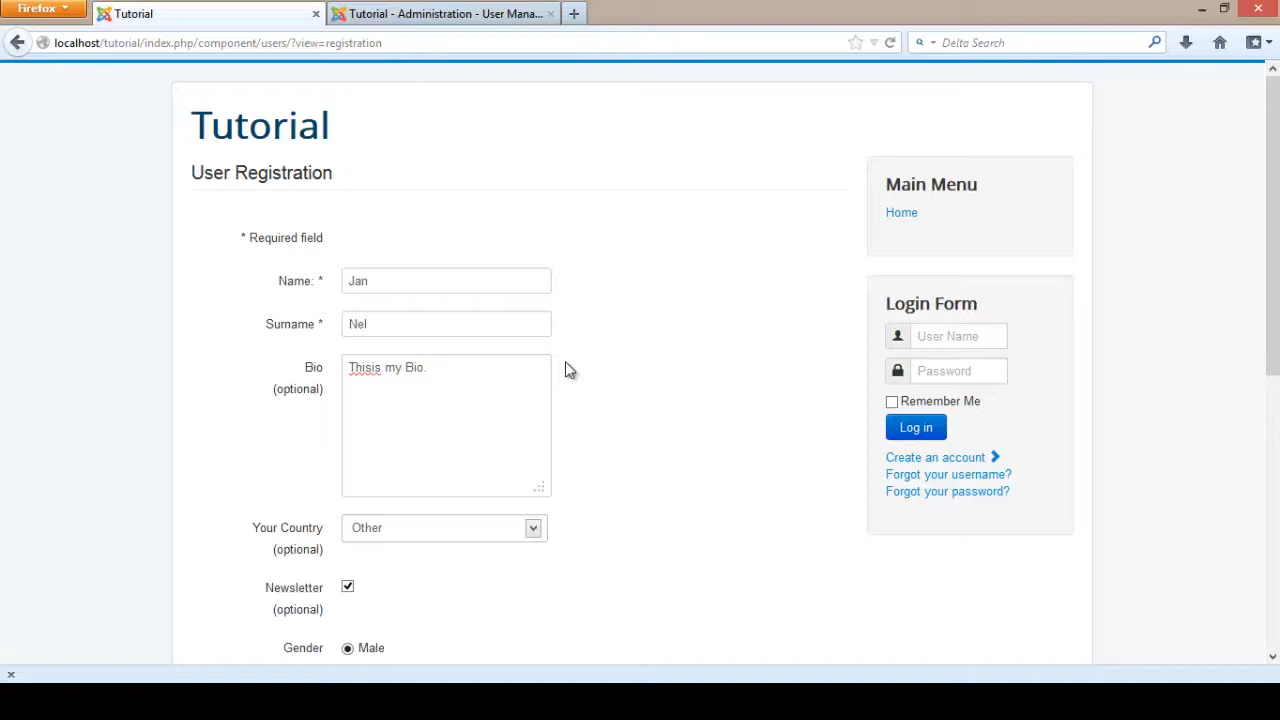 Firefox
Tutorial
Tutorial - Administration - User Mana...
localhost/tutorial/index.php/component/users/?view=registration
Delta Search
Tutorial
User Registration
* Required field
Name: *
Jan
Surname *
Nel
Bio
(optional)
Thisis my Bio.
Your Country
(optional)
Other
Newsletter
(optional)
Gender
Male
Main Menu
Home
Login Form
User Name
Password
Remember Me
Log in
Create an account
Forgot your username?
Forgot your password?